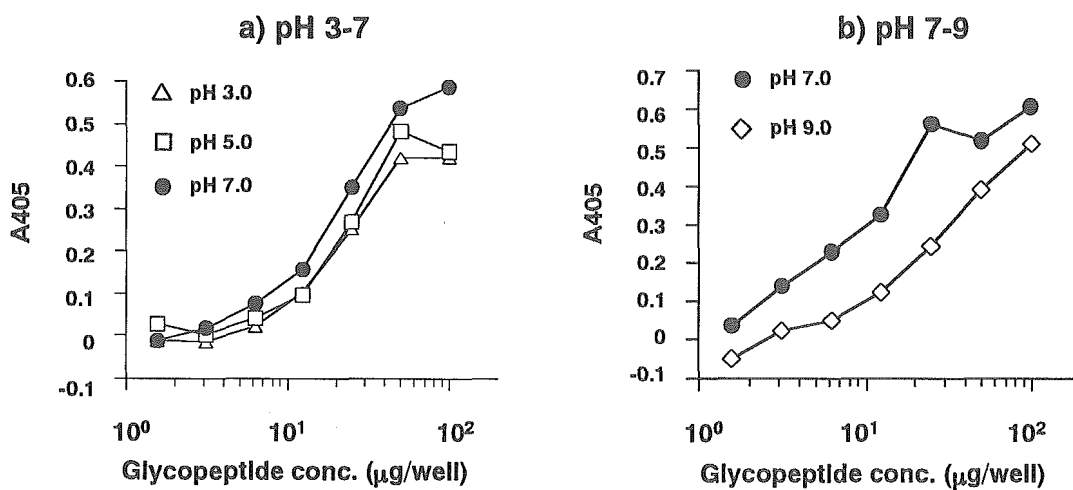 a) pH 3-7
0.6
0.5
0.4
0.3
0.2
0.1
0
-0.1
A405
pH 3.0
pH 5.0
pH 7.0
10⁰
10¹
10²
Glycopeptide conc. (μg/well)
b) pH 7-9
0.7
0.6
0.5
0.4
0.3
0.2
0.1
0
-0.1
A405
pH 7.0
pH 9.0
10⁰
10¹
10²
Glycopeptide conc. (μg/well)